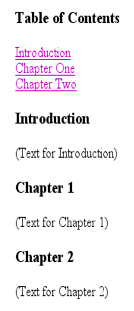 Table of Contents
Introduction
Chapter One
Chapter Two
Introduction
(Text for Introduction)
Chapter 1
(Text for Chapter 1)
Chapter 2
(Text for Chapter 2)